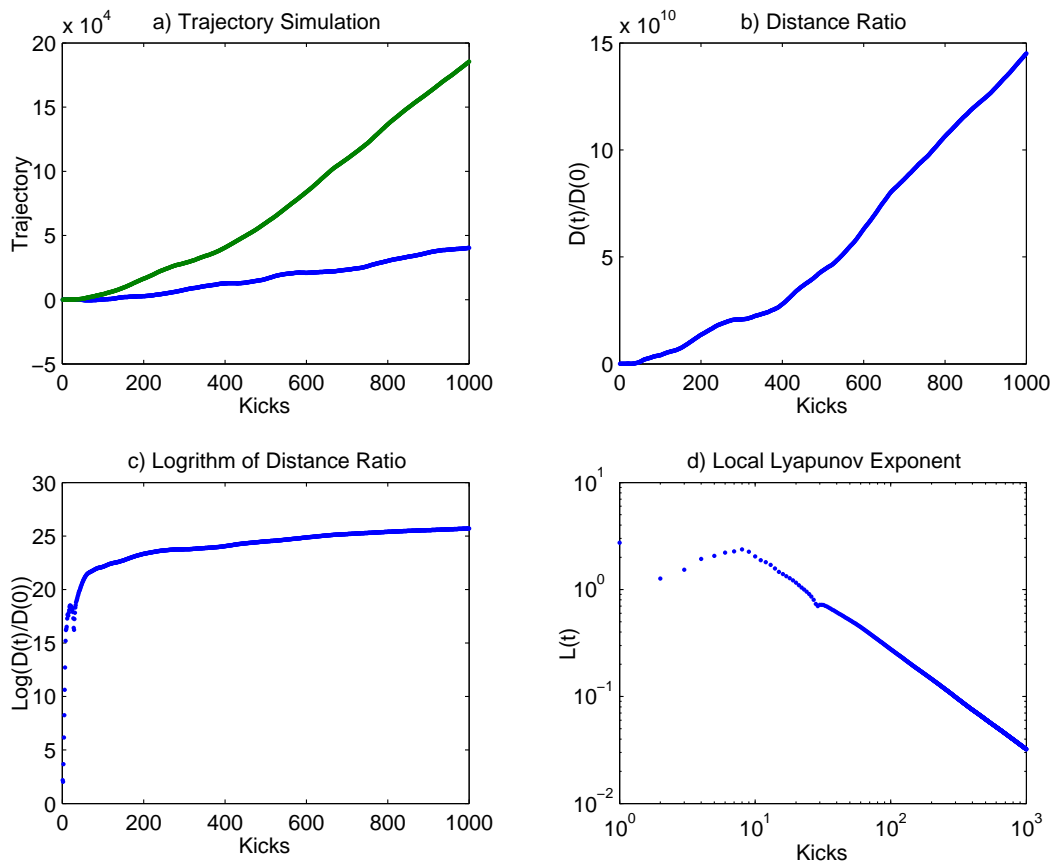 a) Trajectory Simulation
x 10^4
20
15
10
5
0
−5
Trajectory
0 200 400 600 800 1000
Kicks
b) Distance Ratio
x 10^10
15
10
5
0
D(t)/D(0)
0 200 400 600 800 1000
Kicks
c) Logrithm of Distance Ratio
30
25
20
15
10
5
0
Log(D(t)/D(0))
0 200 400 600 800 1000
Kicks
d) Local Lyapunov Exponent
10^1
10^0
10^−1
10^−2
L(t)
10^0 10^1 10^2 10^3
Kicks